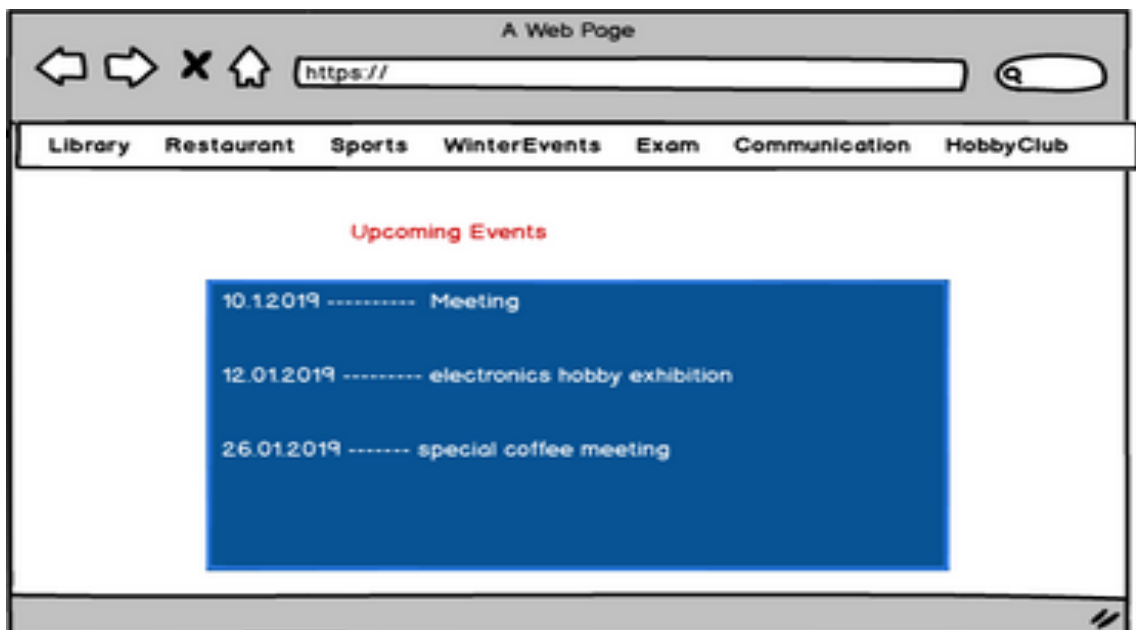 A Web Page
https://
Library Restaurant Sports WinterEvents Exam Communication HobbyClub
Upcoming Events
10.1.2019 ---------- Meeting
12.01.2019 --------- electronics hobby exhibition
26.01.2019 ------- special coffee meeting